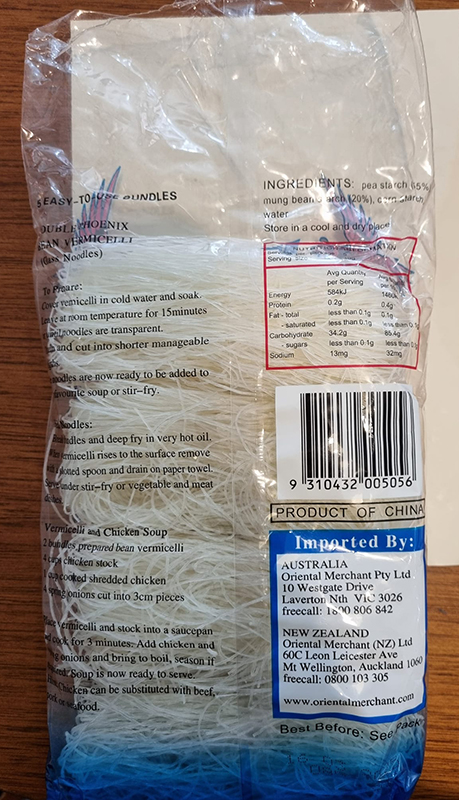 5 EASY-TO-USE BUNDLES
OUBLE PHOENIX
EAN VERMICELLI
(Glass Noodles)
To Prepare:
Cover vermicelli in cold water and soak.
at room temperature for 15minutes
noodles are transparent.
and cut into shorter manageable
noodles are now ready to be added to
favourite soup or stir-fry.
Noodles:
bundles and deep fry in very hot oil.
vermicelli rises to the surface remove
slotted spoon and drain on paper towel.
under stir-fry or vegetable and meat
Vermicelli and Chicken Soup
2 bundles prepared bean vermicelli
4 cups chicken stock
1 cup cooked shredded chicken
4 spring onions cut into 3cm pieces
vermicelli and stock into a saucepan
cook for 3 minutes. Add chicken and
onions and bring to boil, season if
Soup is now ready to serve.
Chicken can be substituted with beef,
or seafood.
INGREDIENTS: pea starch
mung bean starch (20%), corn starch,
water
Store in a cool and dry place
NUTRITION INFORMATION
Serving Size
Avg Quantity per Serving
Energy 584kJ
Protein 0.2g 0.4g
Fat - total less than 0.1g 0.1g
- saturated less than 0.1g less than 0.1g
Carbohydrate 34.2g 85.4g
- sugars less than 0.1g less than 0.1g
Sodium 13mg 32mg
9 310432 005056
PRODUCT OF CHINA
Imported By:
AUSTRALIA
Oriental Merchant Pty Ltd
10 Westgate Drive
Laverton Nth VIC 3026
freecall: 1800 806 842
NEW ZEALAND
Oriental Merchant (NZ) Ltd
60C Leon Leicester Ave
Mt Wellington, Auckland 1060
freecall: 0800 103 305
www.orientalmerchant.com
Best Before: See Pack